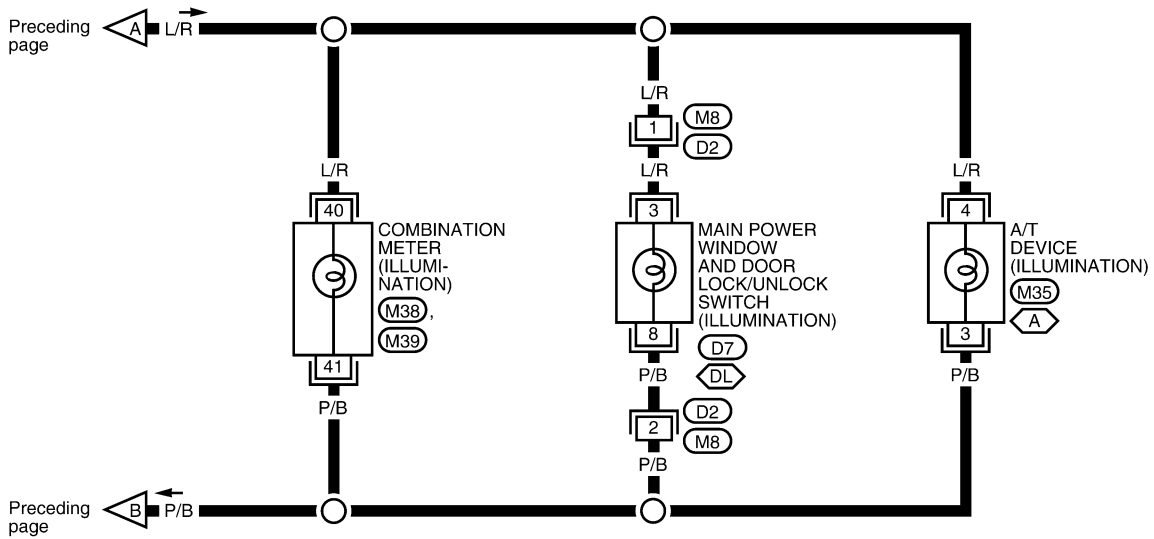 Preceding
page
A
L/R
L/R
1
M8
D2
L/R
L/R
L/R
40
3
4
COMBINATION
METER
(ILLUMI-
NATION)
M38 ,
M39
MAIN POWER
WINDOW
AND DOOR
LOCK/UNLOCK
SWITCH
(ILLUMINATION)
A/T
DEVICE
(ILLUMINATION)
M35
A
41
8
3
D7
DL
P/B
P/B
P/B
2
D2
M8
P/B
Preceding
page
B
P/B